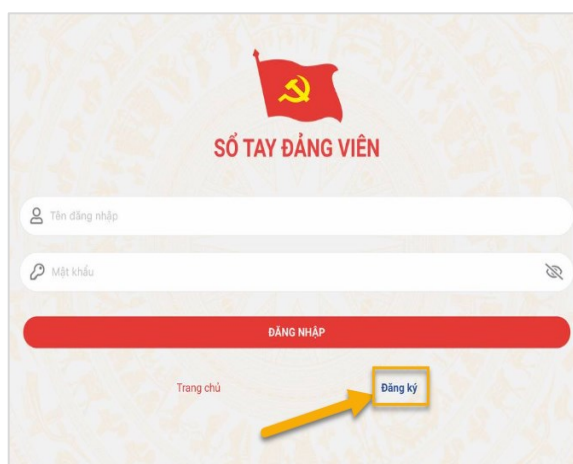 SỔ TAY ĐẢNG VIÊN
Tên đăng nhập
Mật khẩu
ĐĂNG NHẬP
Trang chủ
Đăng ký